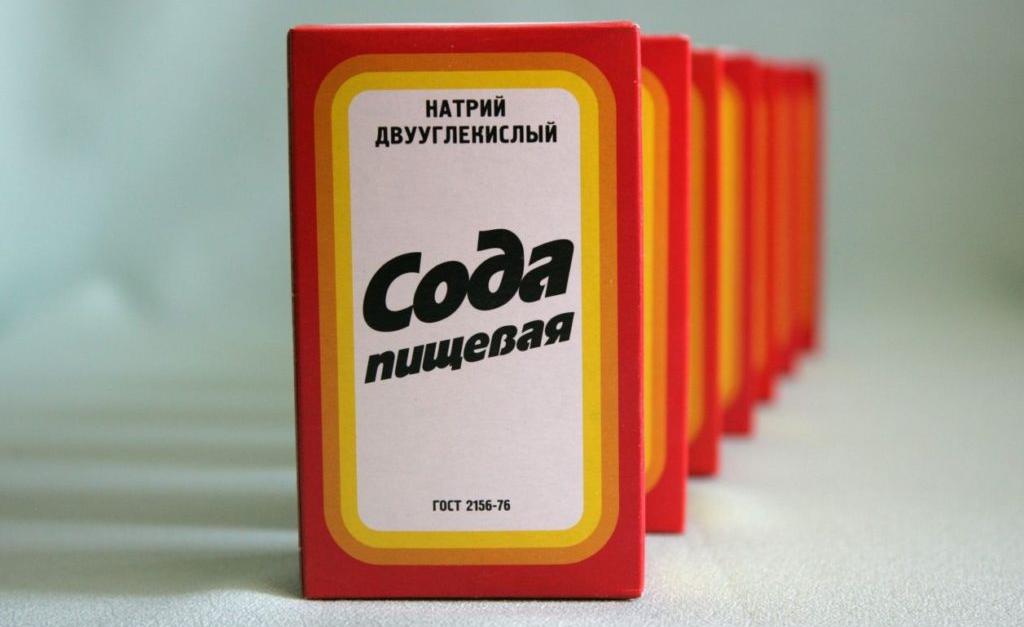 НАТРИЙ
ДВУУГЛЕКИСЛЫЙ
Сода
пищевая
ГОСТ 2156-76